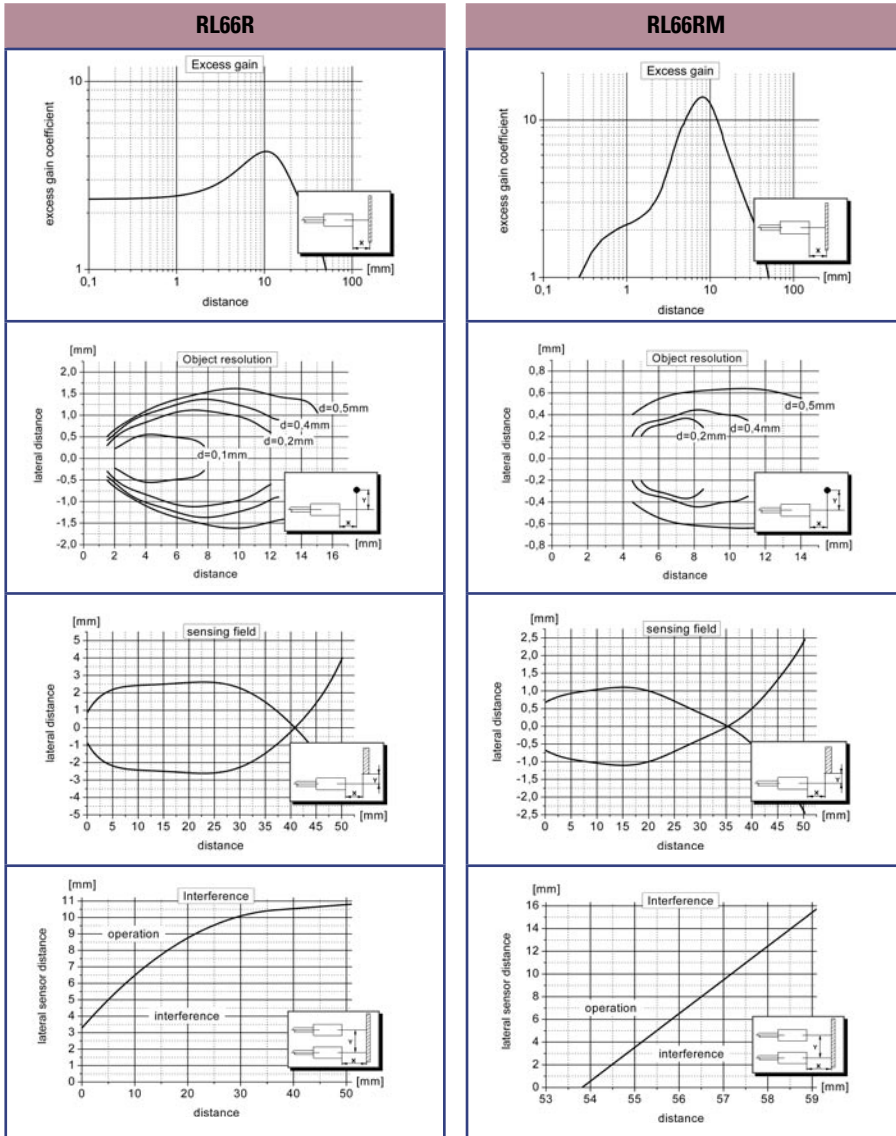 RL66R
Excess gain
10
1
excess gain coefficient
0,1 1 10 100
[mm]
distance
X
RL66RM
Excess gain
10
1
excess gain coefficient
0,1 1 10 100
[mm]
distance
X
[mm]
Object resolution
2,0
1,5
1,0
0,5
0,0
-0,5
-1,0
-1,5
-2,0
lateral distance
d=0,5mm
d=0,4mm
d=0,2mm
d=0,1mm
Y
X
0 2 4 6 8 10 12 14 16
[mm]
distance
[mm]
Object resolution
0,8
0,6
0,4
0,2
0,0
-0,2
-0,4
-0,6
-0,8
lateral distance
d=0,5mm
d=0,4mm
d=0,2mm
Y
X
0 2 4 6 8 10 12 14
[mm]
distance
[mm]
sensing field
5
4
3
2
1
0
-1
-2
-3
-4
-5
lateral distance
Y
X
0 5 10 15 20 25 30 35 40 45 50
[mm]
distance
[mm]
sensing field
2,5
2,0
1,5
1,0
0,5
0,0
-0,5
-1,0
-1,5
-2,0
-2,5
lateral distance
Y
X
0 5 10 15 20 25 30 35 40 45 50
[mm]
distance
[mm]
Interference
11
10
9
8
7
6
5
4
3
2
1
0
lateral sensor distance
operation
interference
Y
X
0 10 20 30 40 50
[mm]
distance
[mm]
Interference
16
14
12
10
8
6
4
2
0
lateral sensor distance
operation
interference
Y
X
53 54 55 56 57 58 59
[mm]
distance